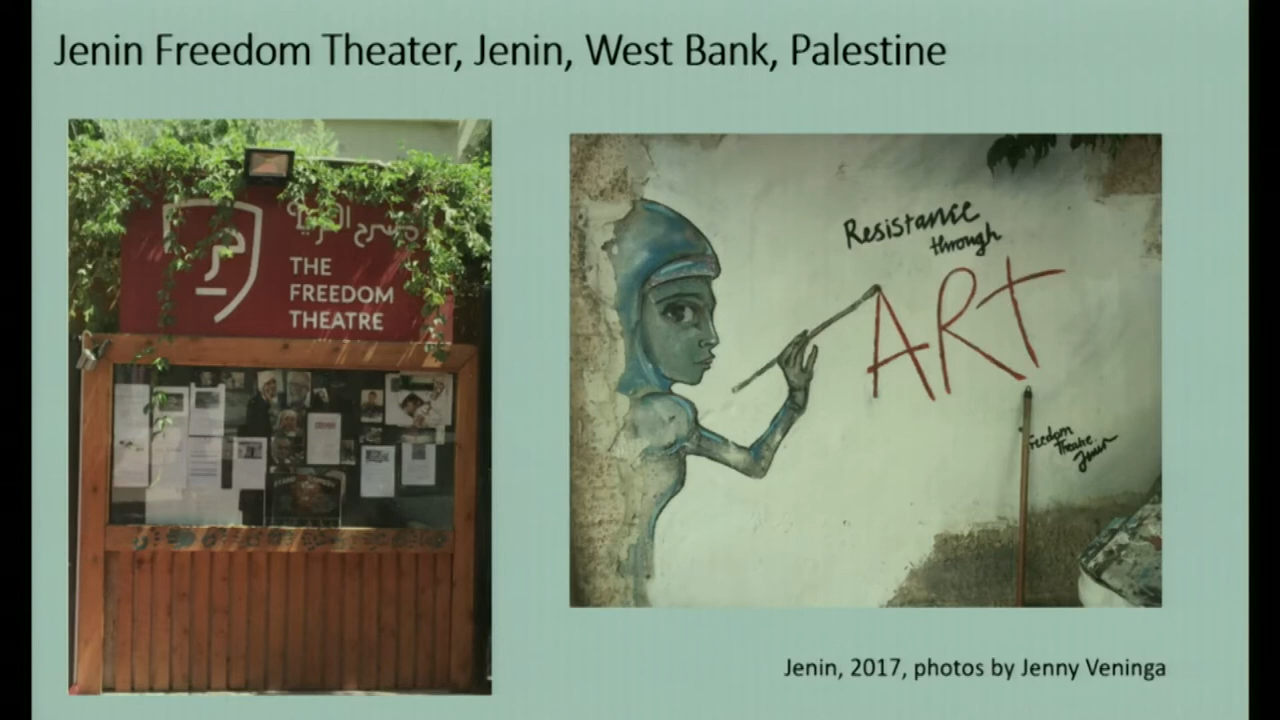 Jenin Freedom Theater, Jenin, West Bank, Palestine
مسرح الحرية
THE
FREEDOM
THEATRE
Resistance
through
ART
Freedom
Theatre
Jenin
Jenin, 2017, photos by Jenny Veninga